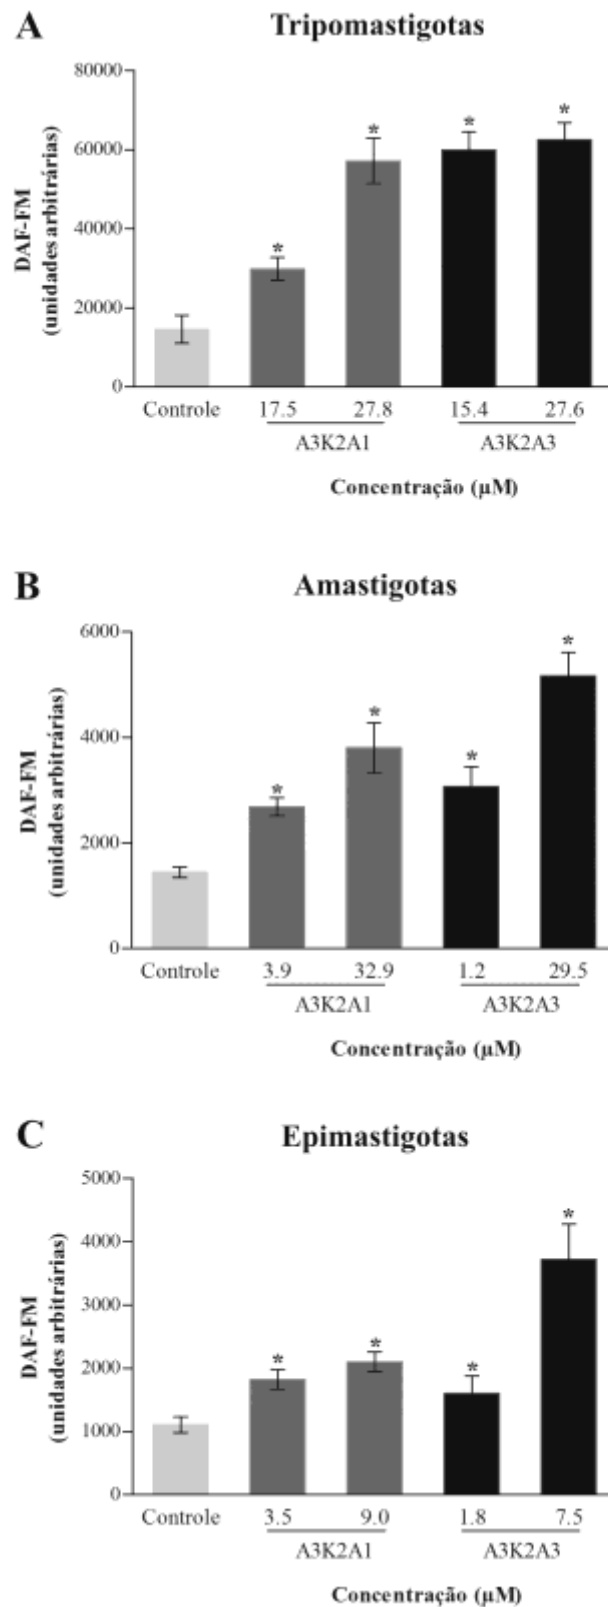 A
Tripomastigotas
DAF-FM
(unidades arbitrárias)
80000
60000
40000
20000
0
*
*
*
*
Controle 17.5 27.8 15.4 27.6
A3K2A1 A3K2A3
Concentração (µM)
B
Amastigotas
DAF-FM
(unidades arbitrárias)
6000
4000
2000
0
*
*
*
*
Controle 3.9 32.9 1.2 29.5
A3K2A1 A3K2A3
Concentração (µM)
C
Epimastigotas
DAF-FM
(unidades arbitrárias)
5000
4000
3000
2000
1000
0
*
*
*
*
Controle 3.5 9.0 1.8 7.5
A3K2A1 A3K2A3
Concentração (µM)